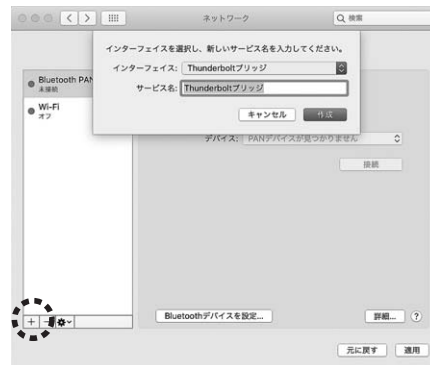 ネットワーク
検索
インターフェイスを選択し、新しいサービス名を入力してください。
インターフェイス: Thunderboltブリッジ
サービス名: Thunderboltブリッジ
キャンセル 作成
Bluetooth PAN
未接続
Wi-Fi
オフ
デバイス: PANデバイスが見つかりません
接続
Bluetoothデバイスを設定...
詳細... ?
元に戻す 適用